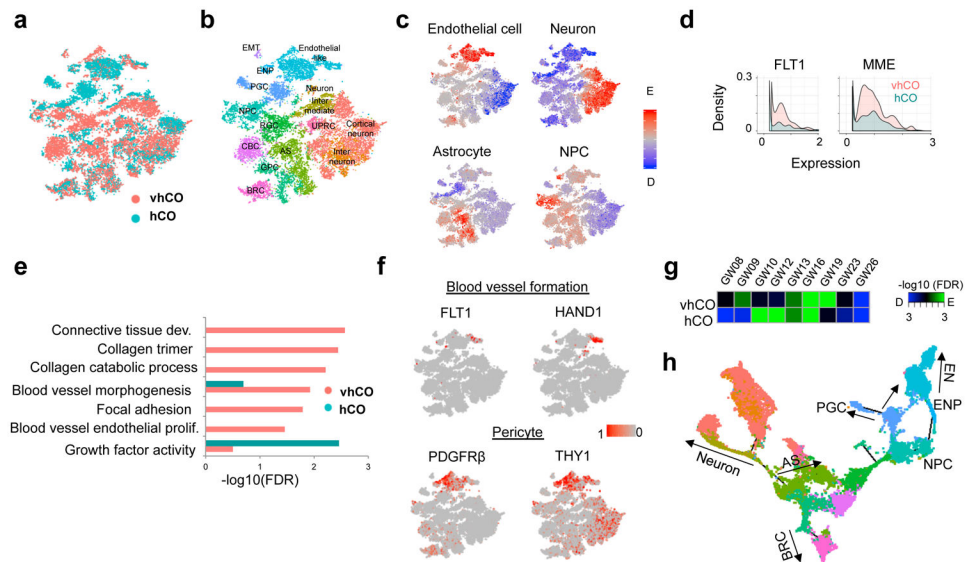 a
vhCO
hCO
b
EMT
Endothelial
-like
ENP
PGC
Neuron
Inter
mediate
NPC
RGC
UPRC
Cortical
neuron
CBC
AS
Inter
neuron
GPC
BRC
c
Endothelial cell
Neuron
Astrocyte
NPC
E
D
d
FLT1
MME
0.3
0
Density
vhCO
hCO
0
2
0
3
Expression
e
Connective tissue dev.
Collagen trimer
Collagen catabolic process
Blood vessel morphogenesis
Focal adhesion
Blood vessel endothelial prolif.
Growth factor activity
vhCO
hCO
0
1
2
3
-log10(FDR)
f
Blood vessel formation
FLT1
HAND1
Pericyte
1
0
PDGFRβ
THY1
g
GW08
GW09
GW10
GW12
GW13
GW16
GW19
GW23
GW26
vhCO
hCO
-log10 (FDR)
D
E
3
3
h
EN
PGC
ENP
NPC
Neuron
AS
BRC